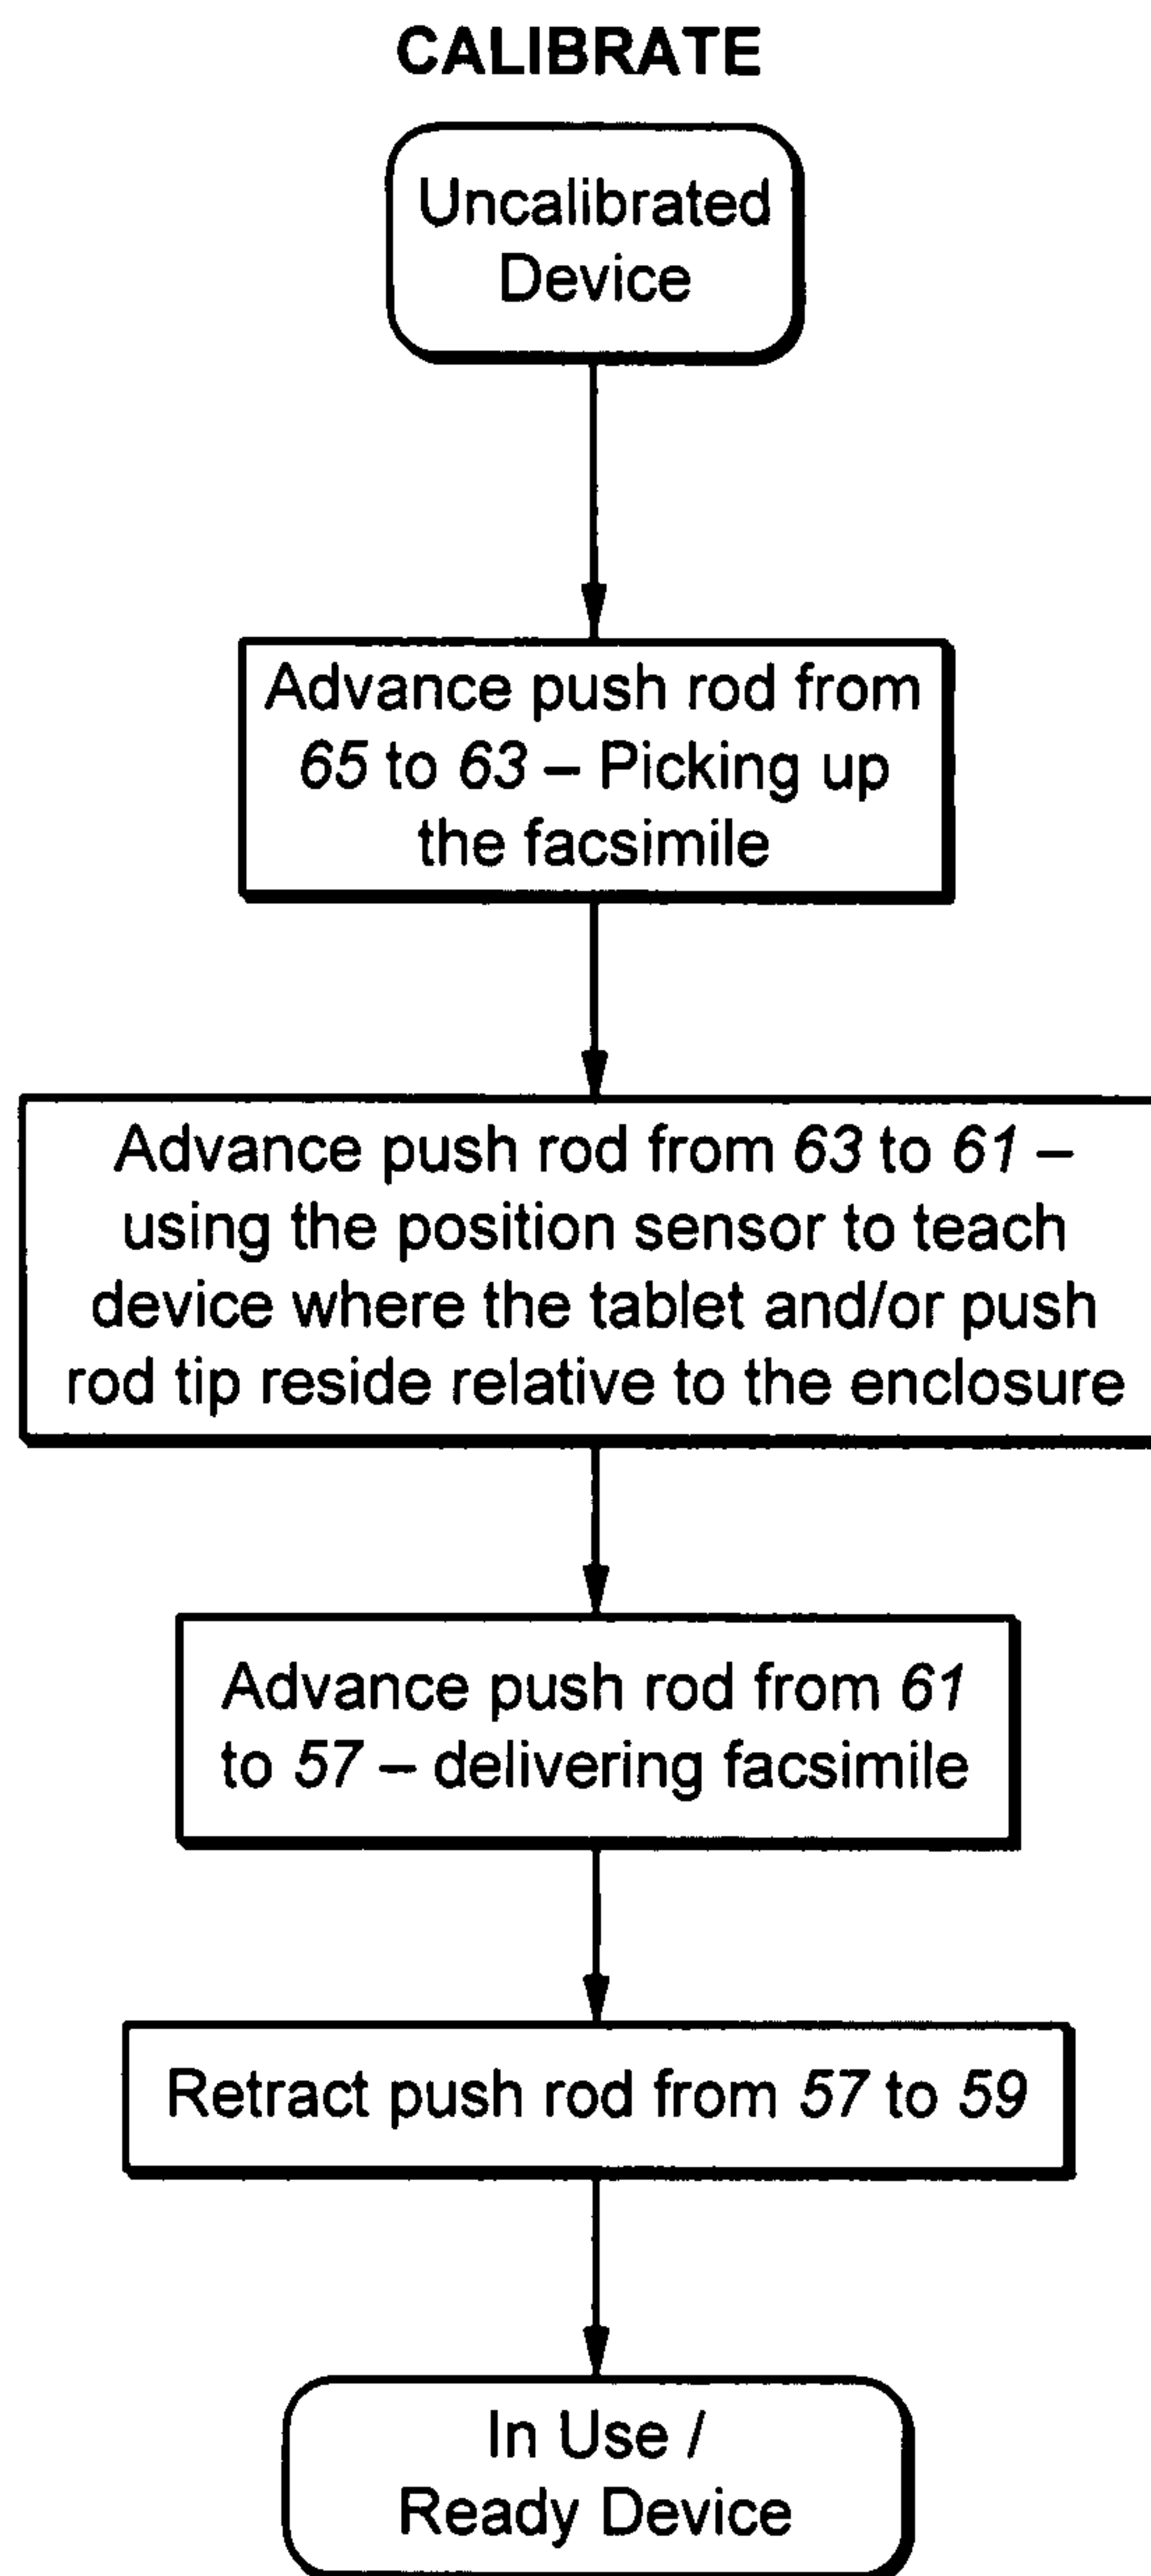 CALIBRATE
Uncalibrated
Device
Advance push rod from
65 to 63 – Picking up
the facsimile
Advance push rod from 63 to 61 –
using the position sensor to teach
device where the tablet and/or push
rod tip reside relative to the enclosure
Advance push rod from 61
to 57 – delivering facsimile
Retract push rod from 57 to 59
In Use /
Ready Device